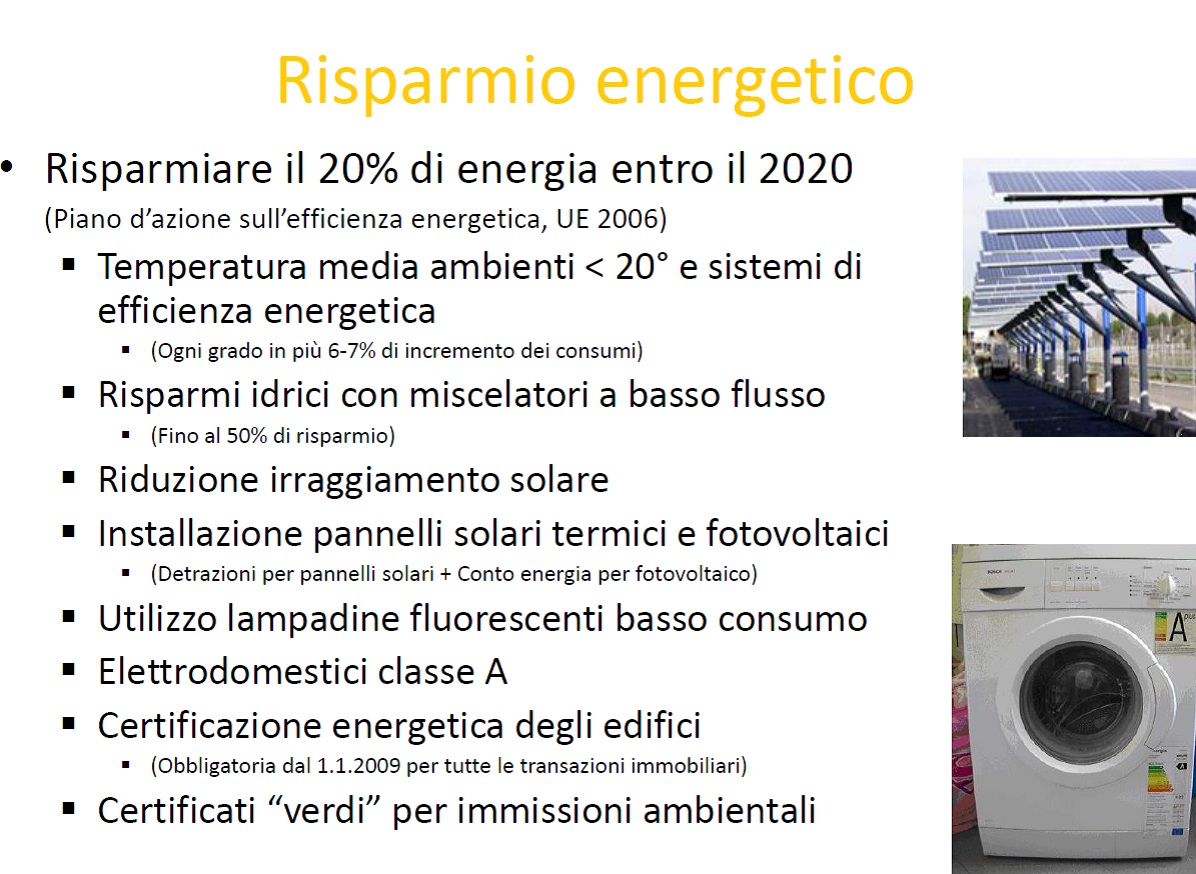 Risparmio energetico
• Risparmiare il 20% di energia entro il 2020
(Piano d’azione sull’efficienza energetica, UE 2006)
▪ Temperatura media ambienti < 20° e sistemi di
efficienza energetica
▪ (Ogni grado in più 6-7% di incremento dei consumi)
▪ Risparmi idrici con miscelatori a basso flusso
▪ (Fino al 50% di risparmio)
▪ Riduzione irraggiamento solare
▪ Installazione pannelli solari termici e fotovoltaici
▪ (Detrazioni per pannelli solari + Conto energia per fotovoltaico)
▪ Utilizzo lampadine fluorescenti basso consumo
▪ Elettrodomestici classe A
▪ Certificazione energetica degli edifici
▪ (Obbligatoria dal 1.1.2009 per tutte le transazioni immobiliari)
▪ Certificati “verdi” per immissioni ambientali
BOSCH
A plus
A